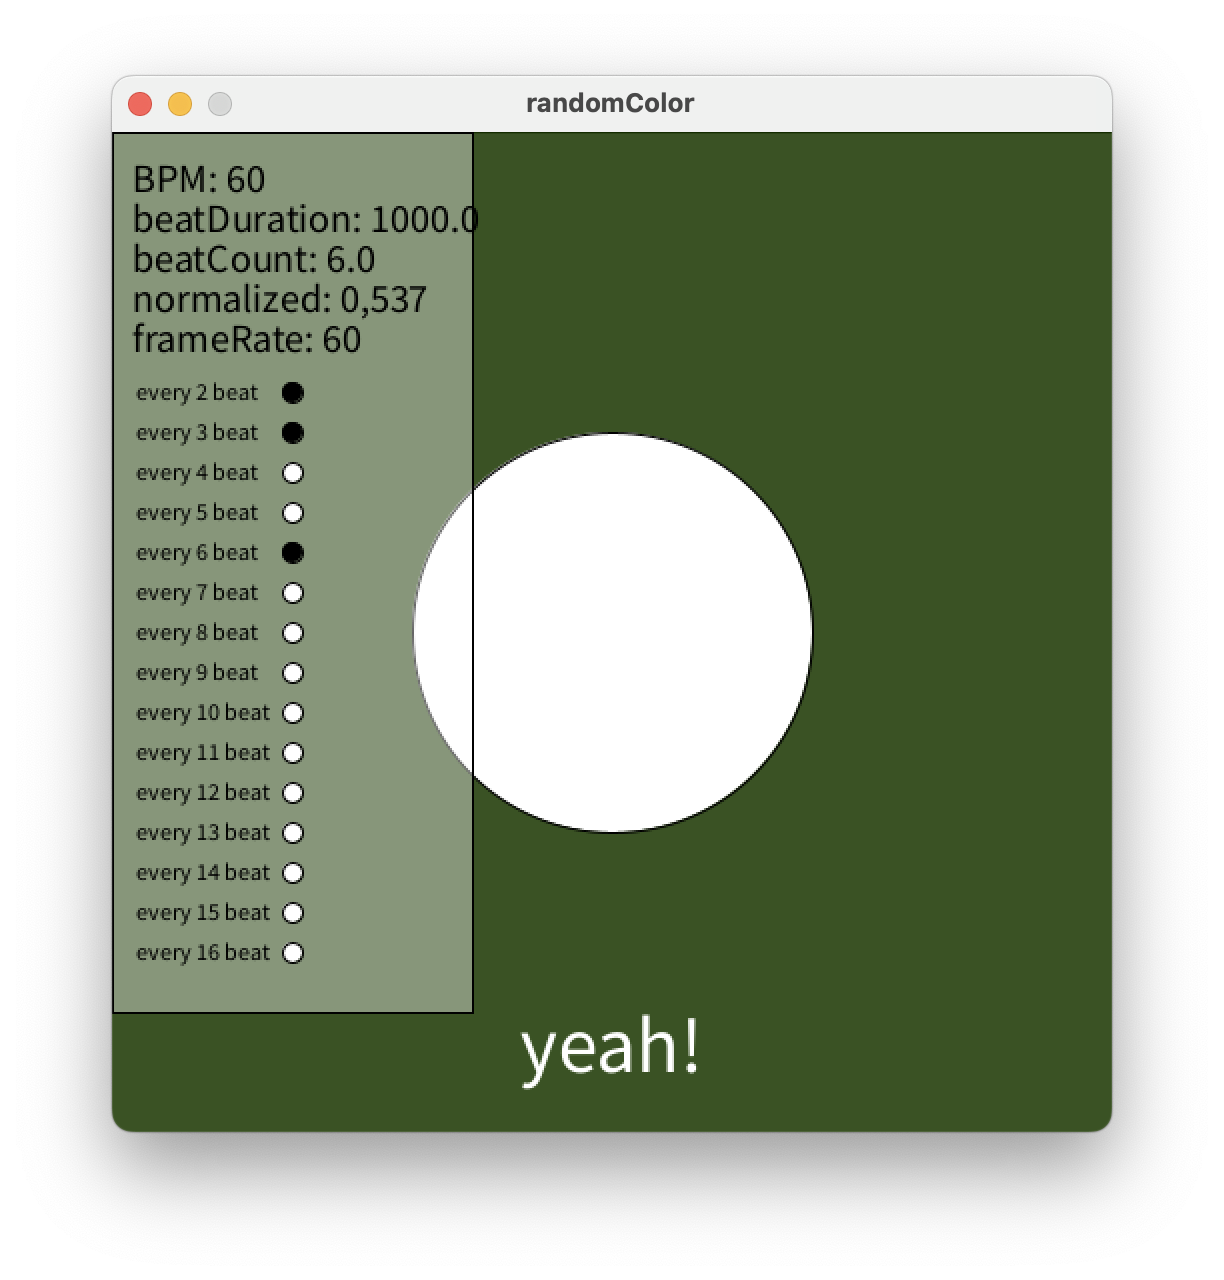 randomColor
BPM: 60
beatDuration: 1000.0
beatCount: 6.0
normalized: 0,537
frameRate: 60
every 2 beat
every 3 beat
every 4 beat
every 5 beat
every 6 beat
every 7 beat
every 8 beat
every 9 beat
every 10 beat
every 11 beat
every 12 beat
every 13 beat
every 14 beat
every 15 beat
every 16 beat
yeah!